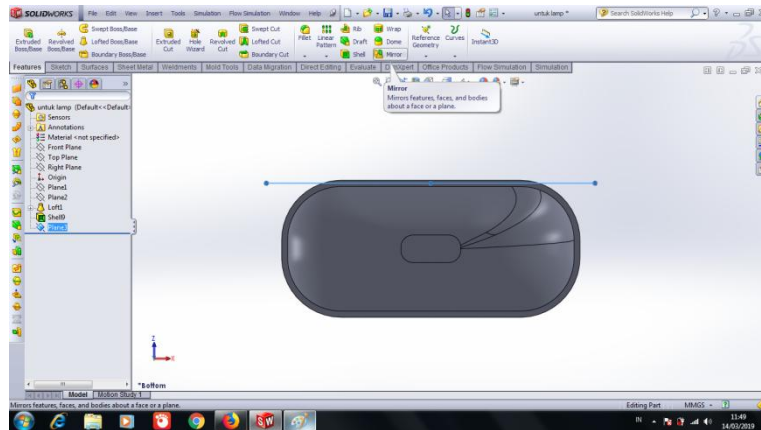 SOLIDWORKS File Edit View Insert Tools Simulation Flow Simulation Window Help untuk lamp * Search SolidWorks Help
Extruded Boss/Base
Revolved Boss/Base
Swept Boss/Base
Lofted Boss/Base
Boundary Boss/Base
Extruded Cut
Hole Wizard
Revolved Cut
Swept Cut
Lofted Cut
Boundary Cut
Fillet
Linear Pattern
Rib
Draft
Shell
Wrap
Dome
Mirror
Reference Geometry
Curves
Instant3D
Features Sketch Surfaces Sheet Metal Weldments Mold Tools Data Migration Direct Editing Evaluate Office Products Flow Simulation Simulation
Mirror
Mirrors features, faces, and bodies
about a face or a plane.
untuk lamp (Default<<Default>
Sensors
Annotations
Material <not specified>
Front Plane
Top Plane
Right Plane
Origin
Plane1
Plane2
Loft1
Plane3
Z
X
*Bottom
Model Motion Study 1
Mirrors features, faces, and bodies about a face or a plane. Editing Part MMGS
IN 11:49
14/03/2019